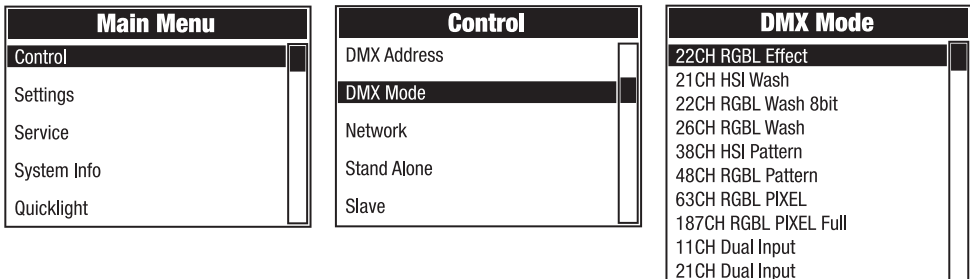 Main Menu
Control
Settings
Service
System Info
Quicklight
Control
DMX Address
DMX Mode
Network
Stand Alone
Slave
DMX Mode
22CH RGBL Effect
21CH HSI Wash
22CH RGBL Wash 8bit
26CH RGBL Wash
38CH HSI Pattern
48CH RGBL Pattern
63CH RGBL PIXEL
187CH RGBL PIXEL Full
11CH Dual Input
21CH Dual Input